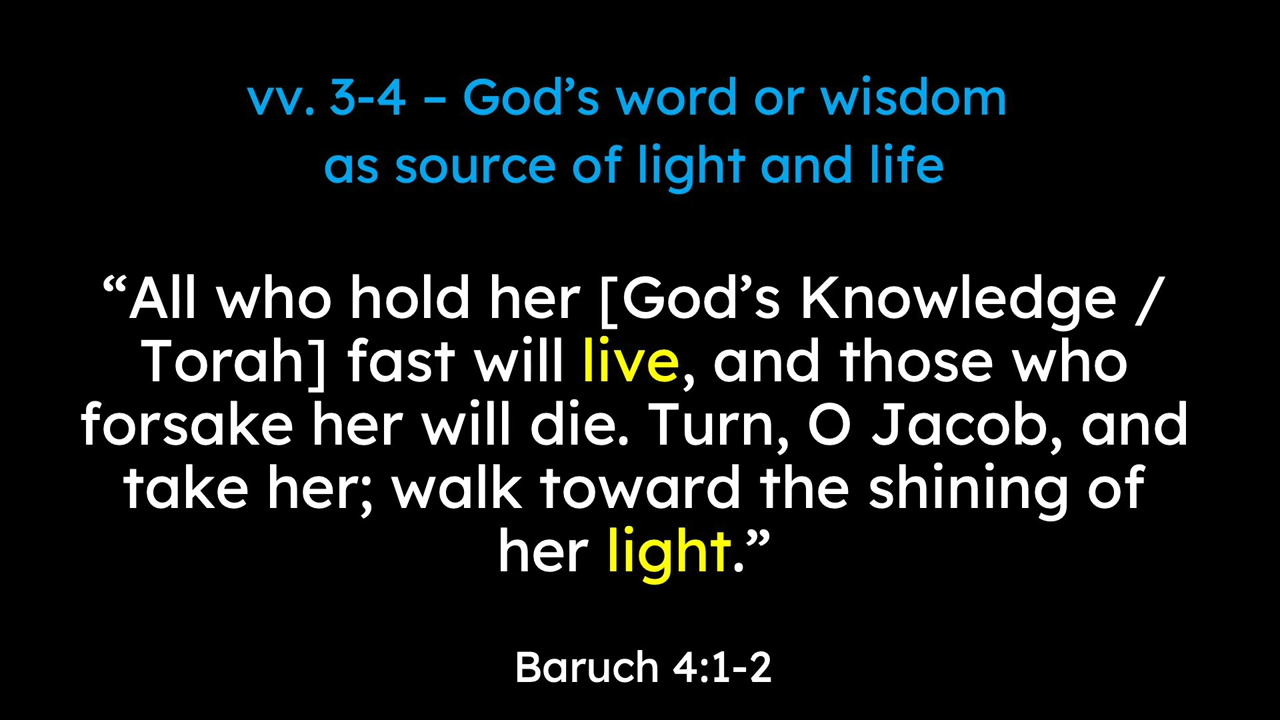 vv. 3-4 – God’s word or wisdom
as source of light and life
“All who hold her [God’s Knowledge /
Torah] fast will live, and those who
forsake her will die. Turn, O Jacob, and
take her; walk toward the shining of
her light.”
Baruch 4:1-2